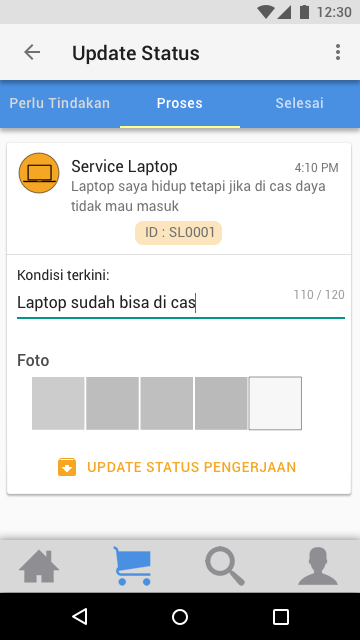 12:30
Update Status
Perlu Tindakan
Proses
Selesai
Service Laptop
4:10 PM
Laptop saya hidup tetapi jika di cas daya
tidak mau masuk
ID : SL0001
Kondisi terkini:
110 / 120
Laptop sudah bisa di cas
Foto
UPDATE STATUS PENGERJAAN